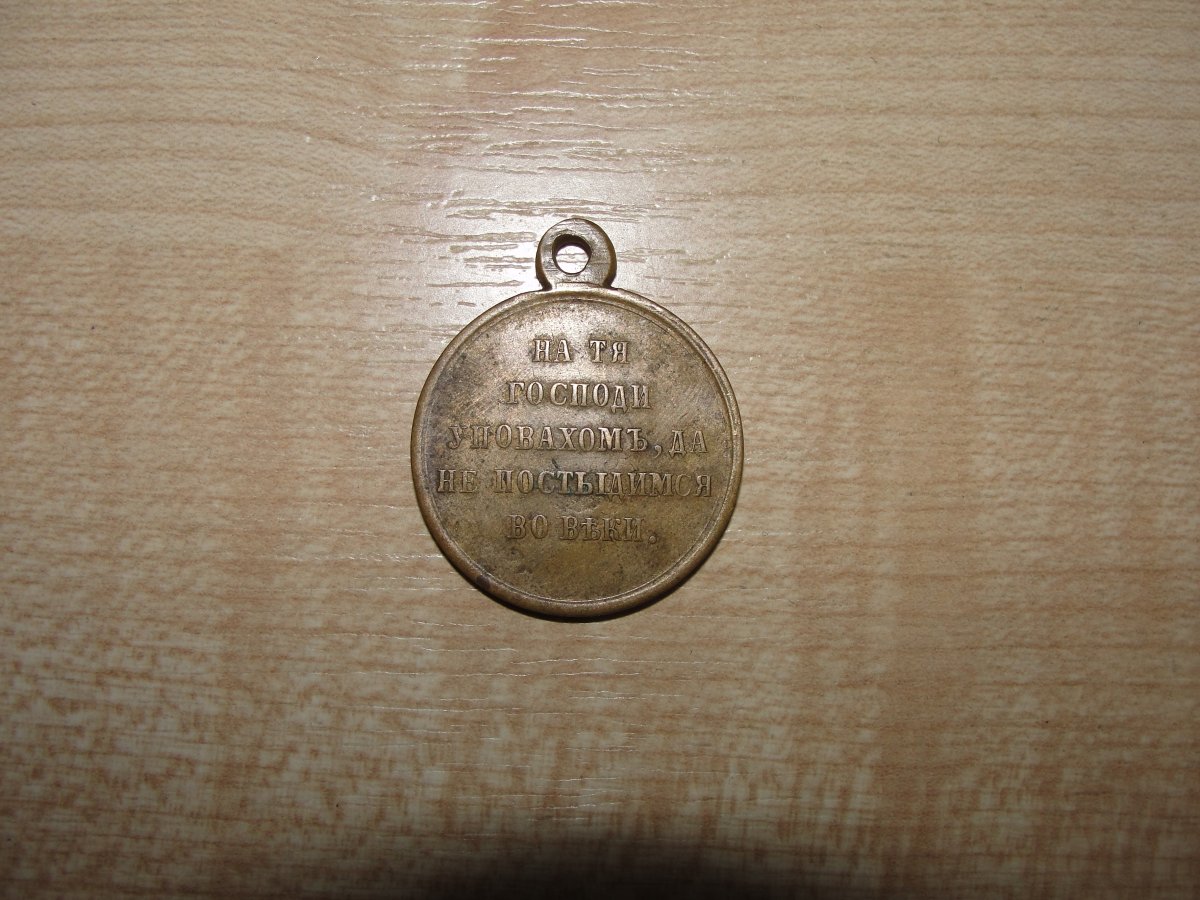 НА ТЯ
ГОСПОДИ
УПОВАХОМЪ, ДА
НЕ ПОСТЫДИМСЯ
ВО ВѢКИ.